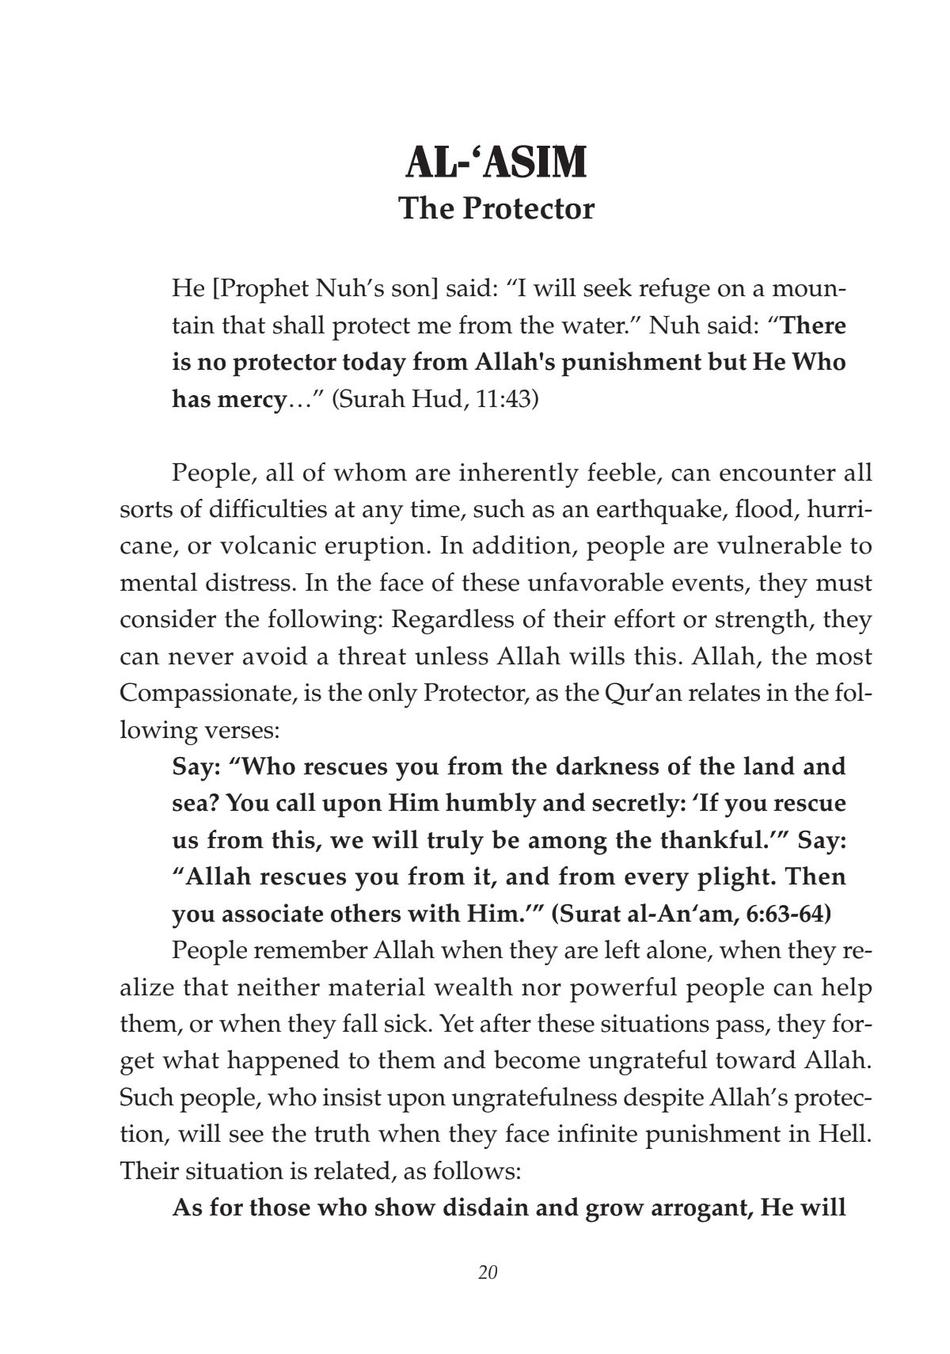 AL-‘ASIM
The Protector
He [Prophet Nuh’s son] said: “I will seek refuge on a moun-
tain that shall protect me from the water.” Nuh said: “There
is no protector today from Allah's punishment but He Who
has mercy…” (Surah Hud, 11:43)
People, all of whom are inherently feeble, can encounter all
sorts of difficulties at any time, such as an earthquake, flood, hurri-
cane, or volcanic eruption. In addition, people are vulnerable to
mental distress. In the face of these unfavorable events, they must
consider the following: Regardless of their effort or strength, they
can never avoid a threat unless Allah wills this. Allah, the most
Compassionate, is the only Protector, as the Qur’an relates in the fol-
lowing verses:
Say: “Who rescues you from the darkness of the land and
sea? You call upon Him humbly and secretly: ‘If you rescue
us from this, we will truly be among the thankful.’” Say:
“Allah rescues you from it, and from every plight. Then
you associate others with Him.’” (Surat al-An‘am, 6:63-64)
People remember Allah when they are left alone, when they re-
alize that neither material wealth nor powerful people can help
them, or when they fall sick. Yet after these situations pass, they for-
get what happened to them and become ungrateful toward Allah.
Such people, who insist upon ungratefulness despite Allah’s protec-
tion, will see the truth when they face infinite punishment in Hell.
Their situation is related, as follows:
As for those who show disdain and grow arrogant, He will
20